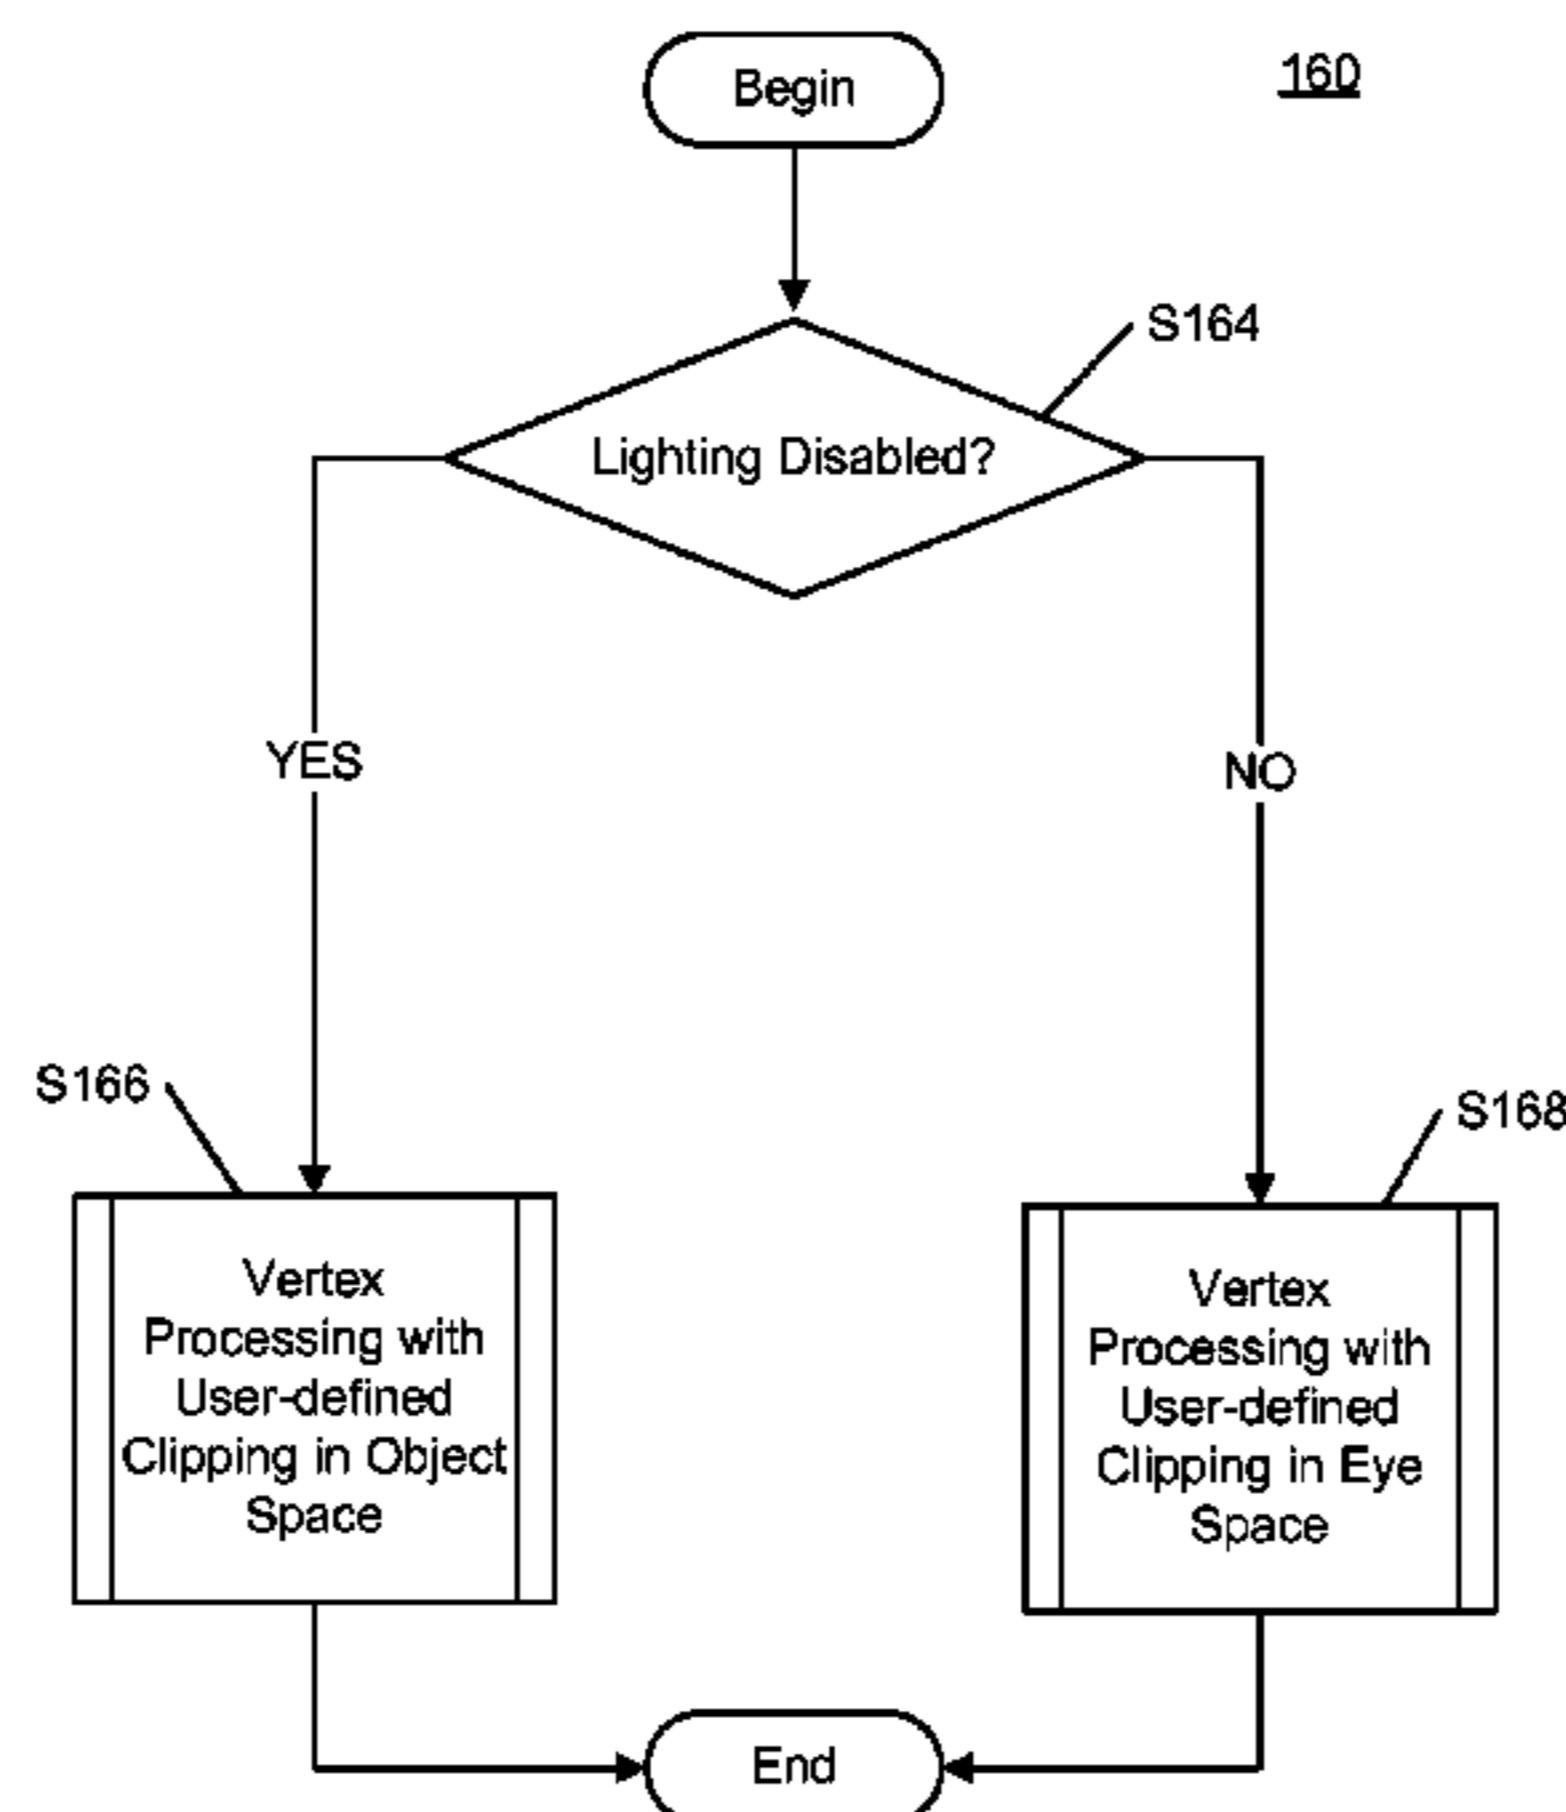 Begin
160
S164
Lighting Disabled?
YES
NO
S166
S168
Vertex
Processing with
User-defined
Clipping in Object
Space
Vertex
Processing with
User-defined
Clipping in Eye
Space
End